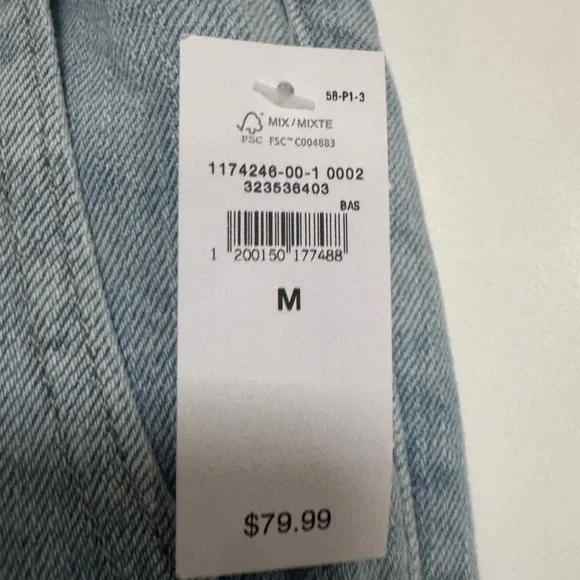 58-P1-3
MIX/MIXTE
FSC FSC™ C004883
1174246-00-1 0002
323536403
BAS
1 200150 177488
M
$79.99